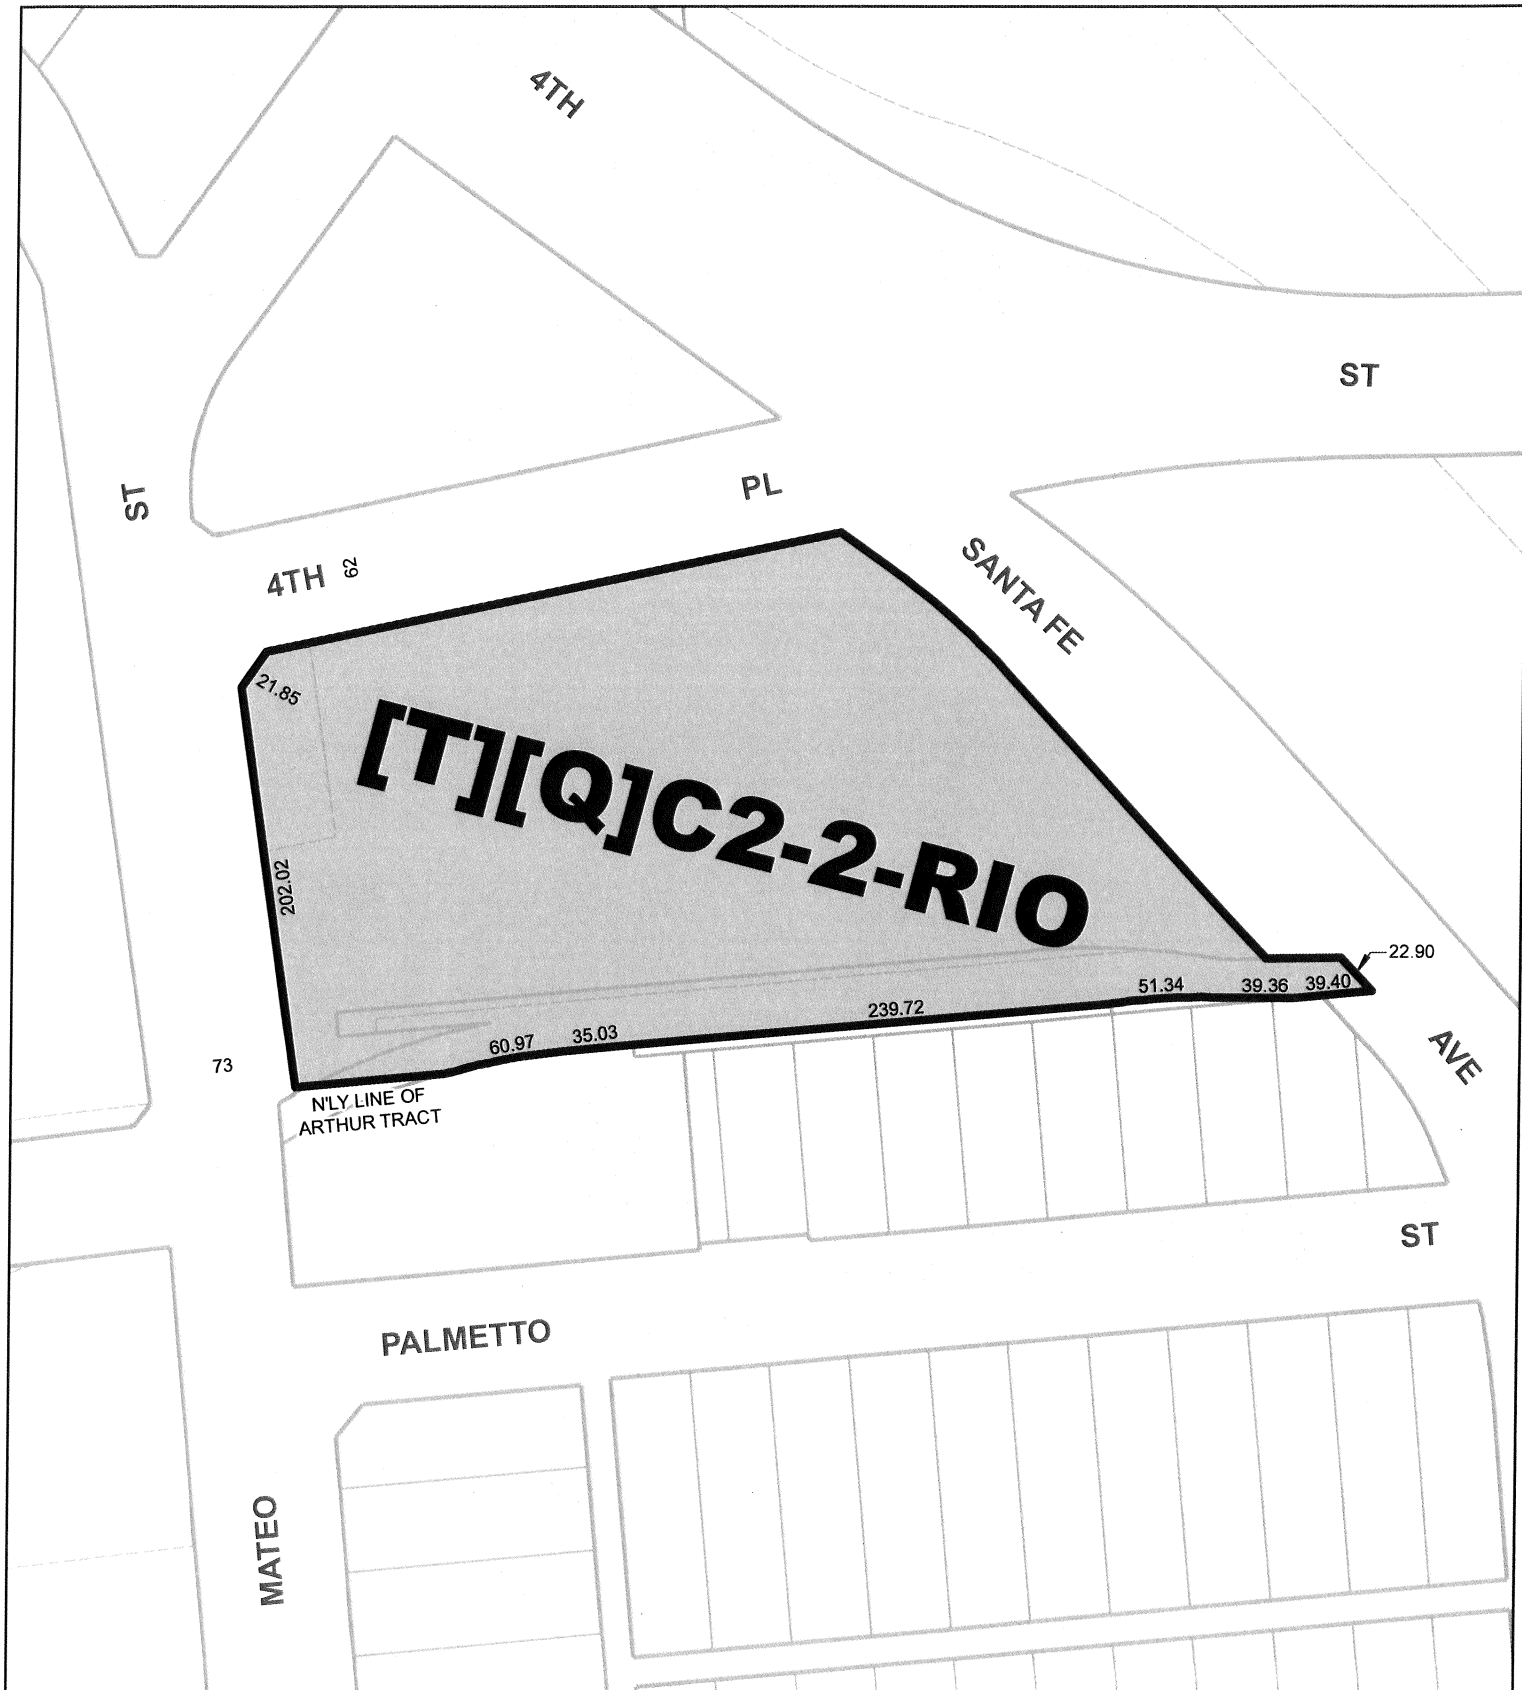 4TH
ST
ST
PL
4TH
62
SANTA FE
21.85
[T][Q]C2-2-RIO
202.02
22.90
51.34
39.36
39.40
239.72
60.97
35.03
73
N'LY LINE OF
ARTHUR TRACT
AVE
ST
PALMETTO
MATEO